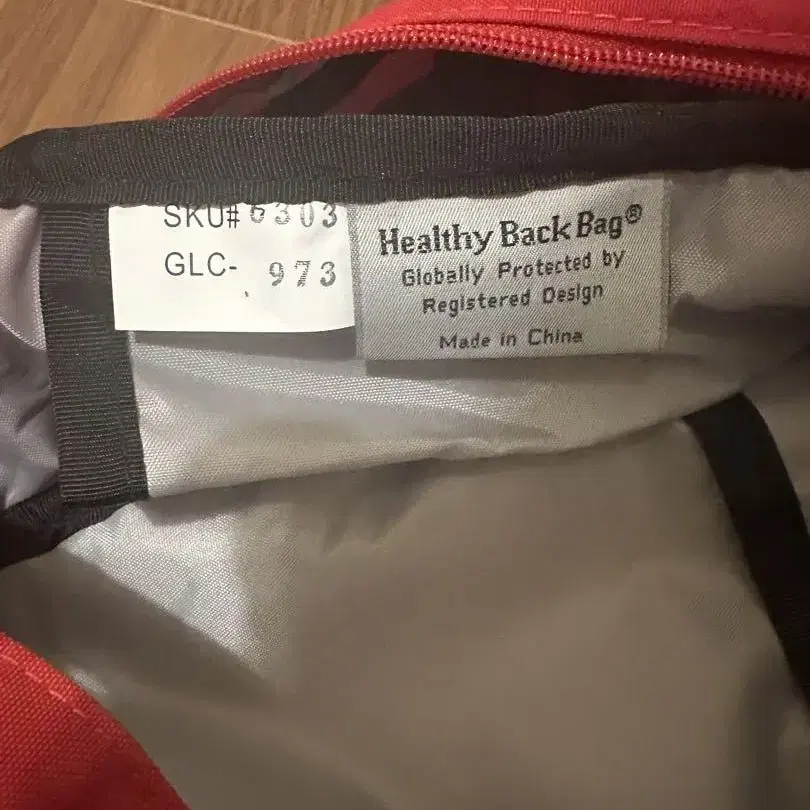 SKU# 6303
GLC- 973
Healthy Back Bag®
Globally Protected by
Registered Design
Made in China